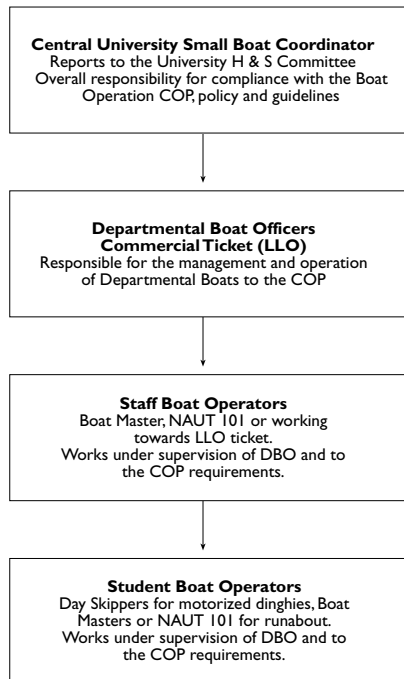 Central University Small Boat Coordinator
Reports to the University H & S Committee
Overall responsibility for compliance with the Boat
Operation COP, policy and guidelines
Departmental Boat Officers
Commercial Ticket (LLO)
Responsible for the management and operation
of Departmental Boats to the COP
Staff Boat Operators
Boat Master, NAUT 101 or working
towards LLO ticket.
Works under supervision of DBO and to
the COP requirements.
Student Boat Operators
Day Skippers for motorized dinghies, Boat
Masters or NAUT 101 for runabout.
Works under supervision of DBO and to
the COP requirements.